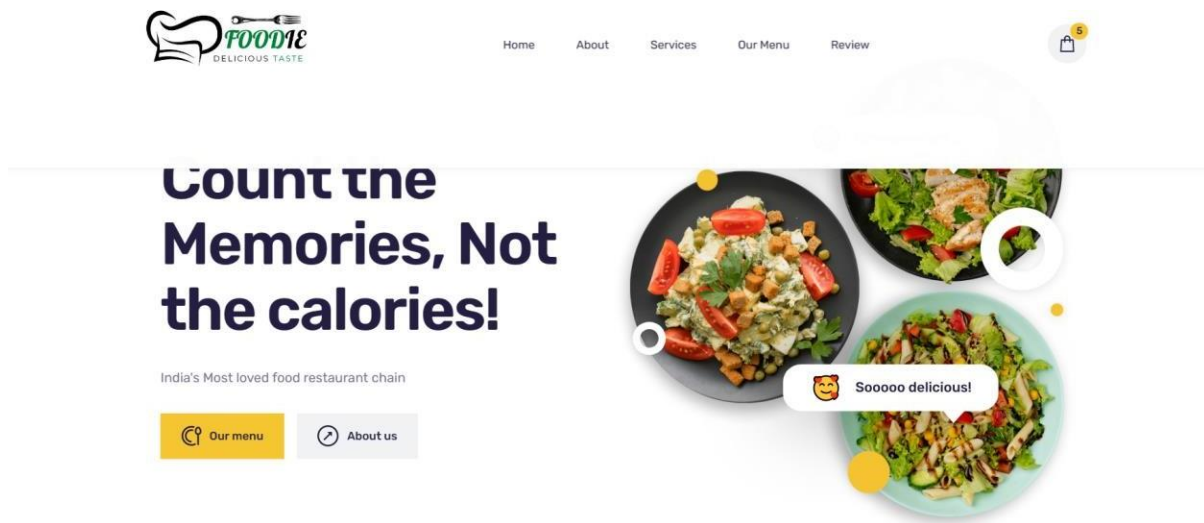 FOODIE
DELICIOUS TASTE
Home About Services Our Menu Review
5
Count the
Memories, Not
the calories!
India's Most loved food restaurant chain
Our menu About us
Sooooo delicious!